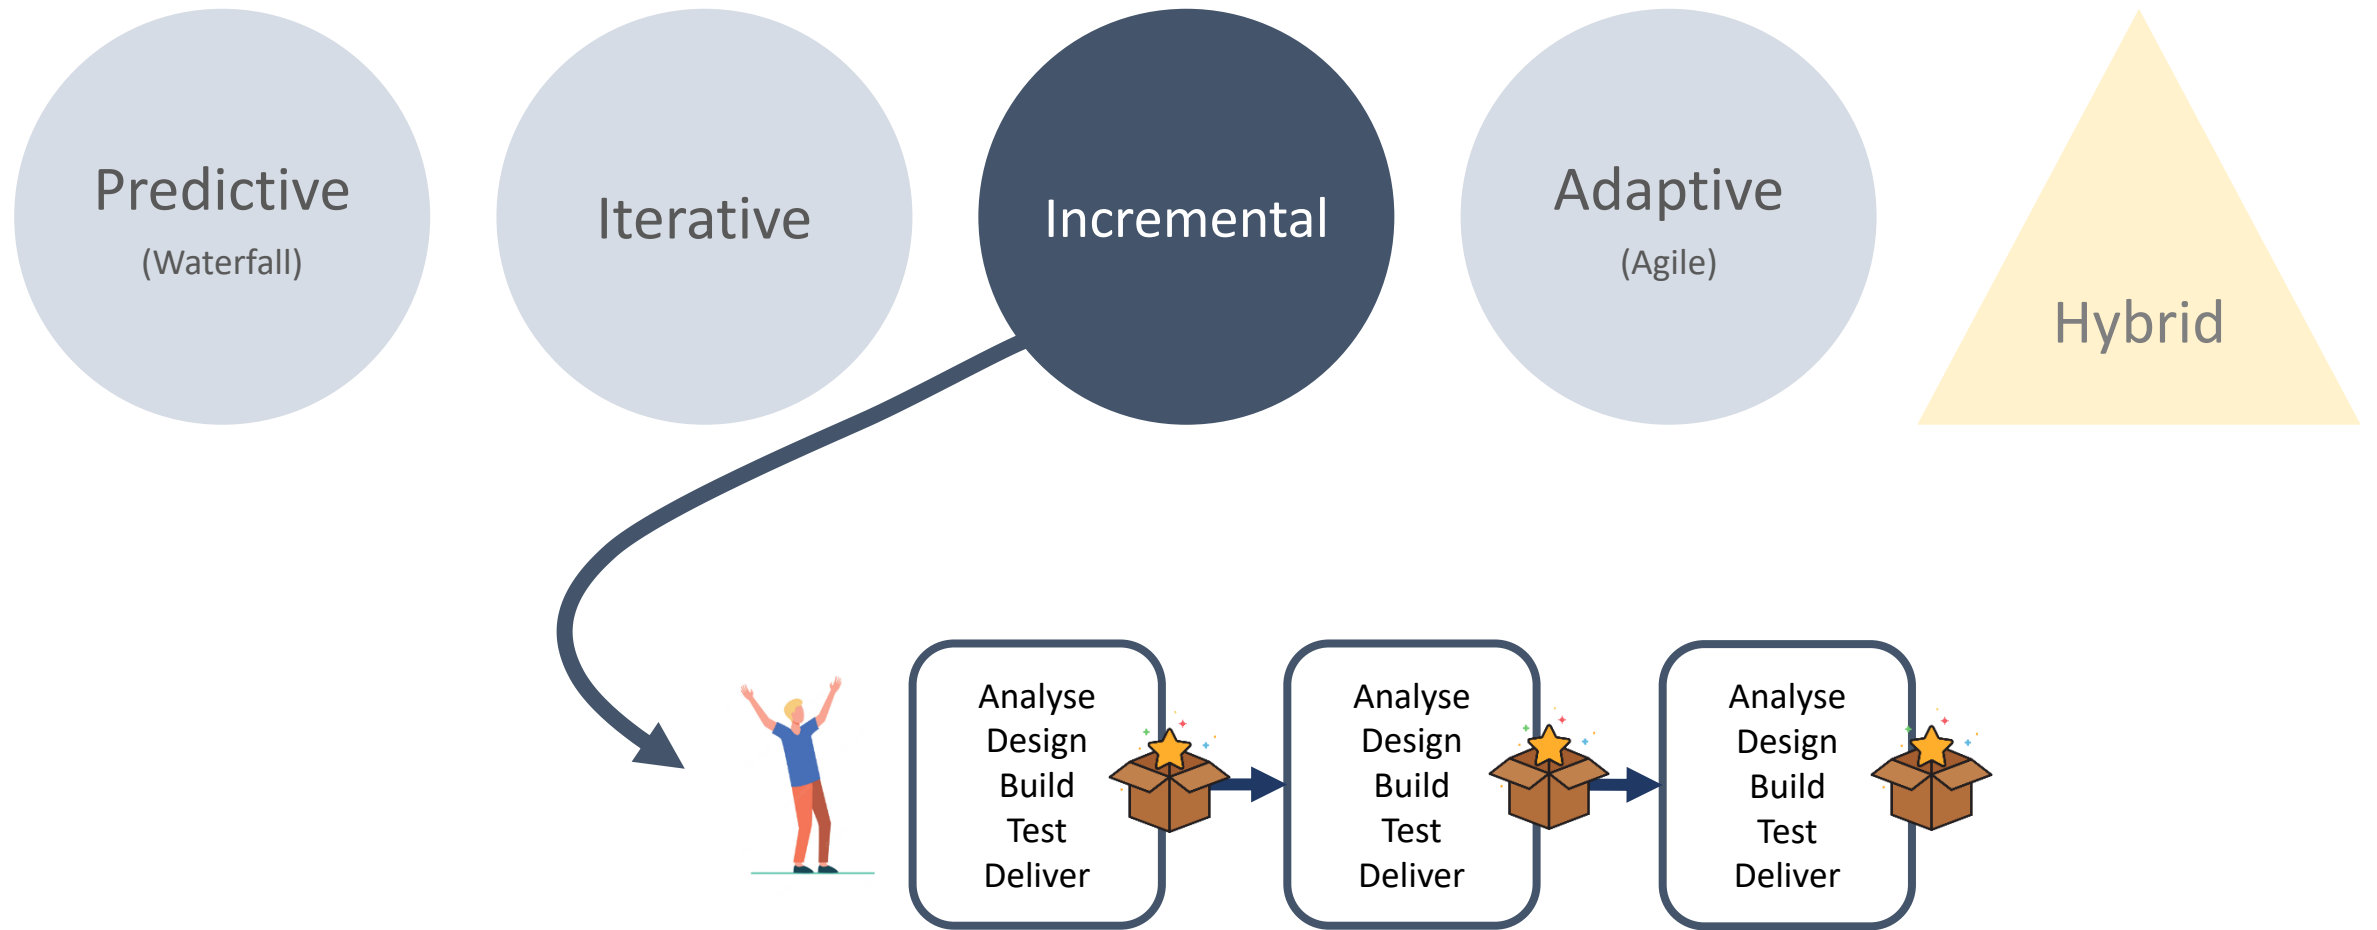 Predictive
(Waterfall)
Iterative
Incremental
Adaptive
(Agile)
Hybrid
Analyse
Design
Build
Test
Deliver
Analyse
Design
Build
Test
Deliver
Analyse
Design
Build
Test
Deliver